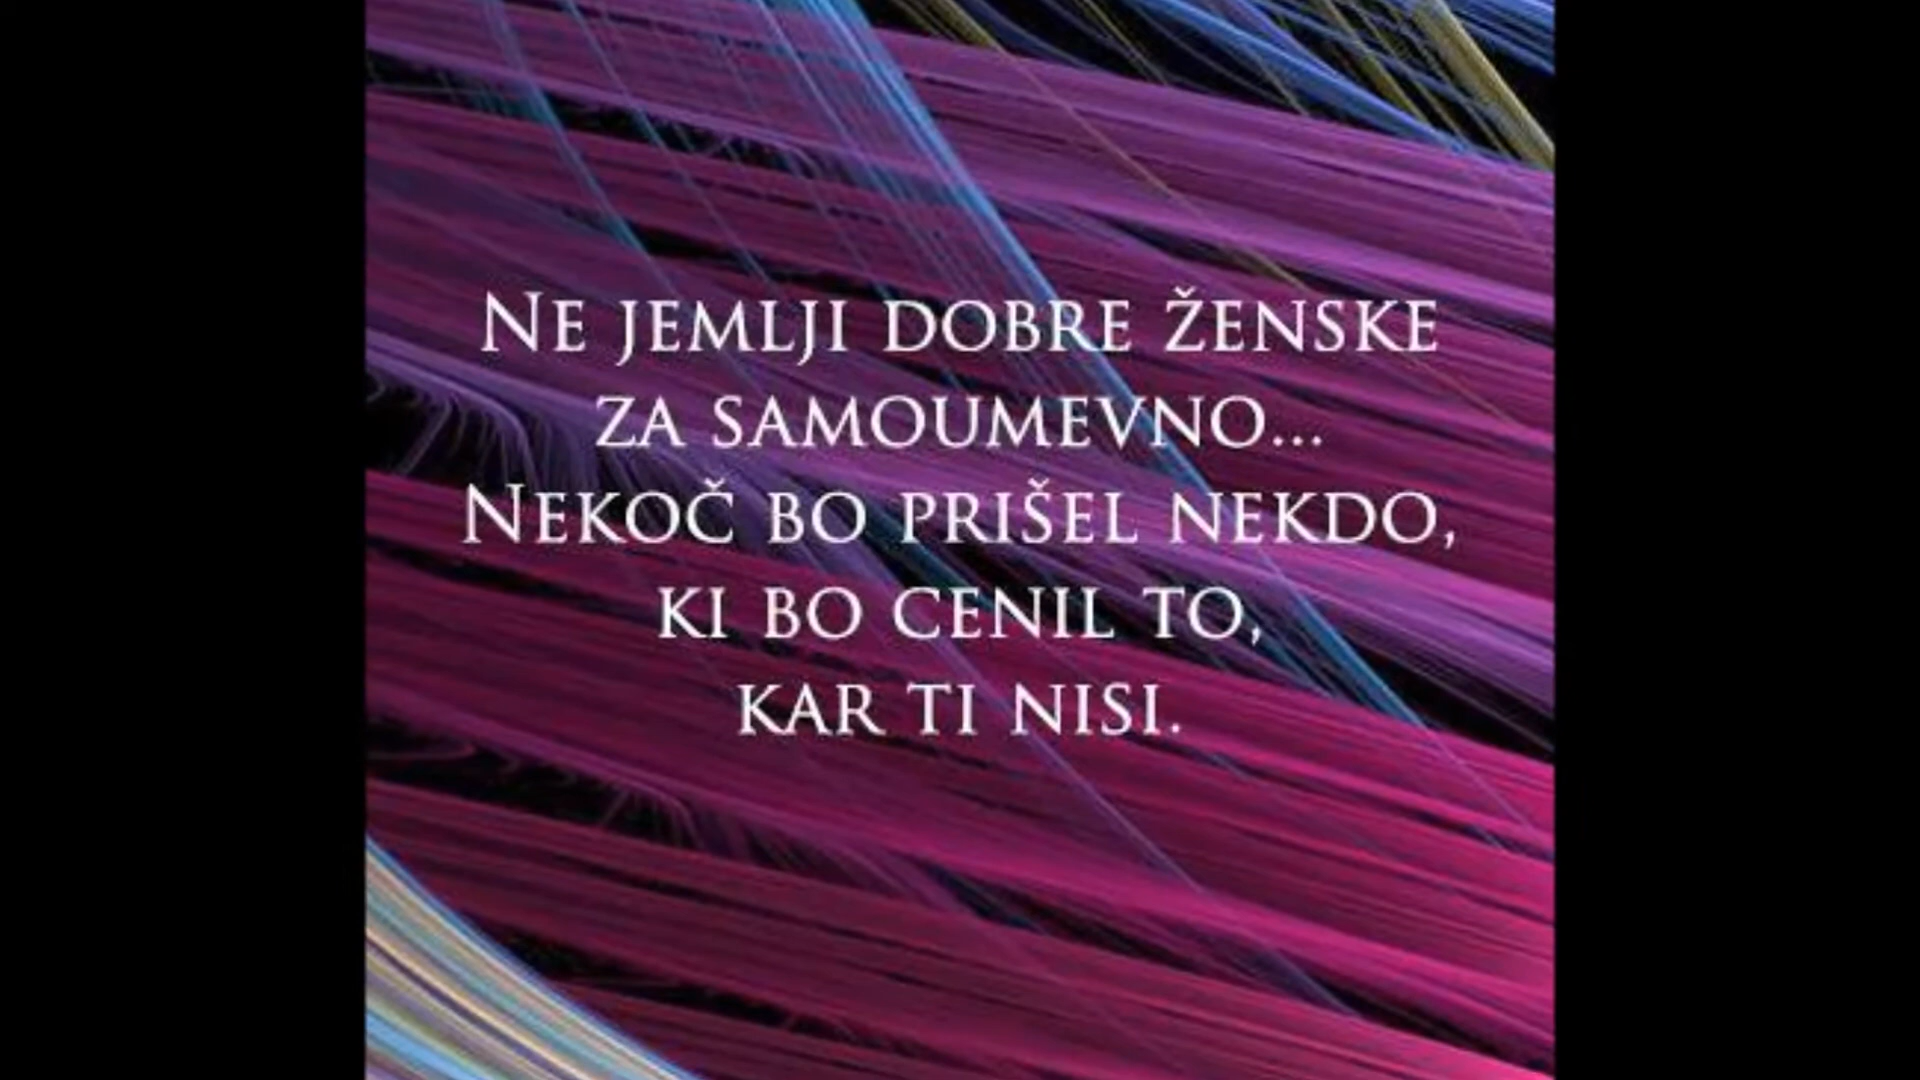 Ne jemlji dobre ženske
za samoumevno...
Nekoč bo prišel nekdo,
ki bo cenil to,
kar ti nisi.